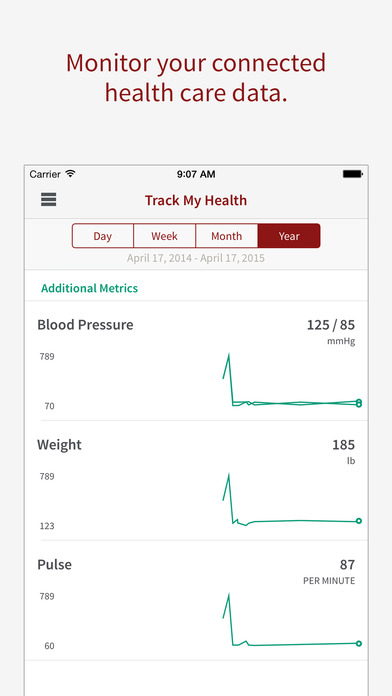 Monitor your connected
health care data.
Carrier 9:07 AM
Track My Health
Day Week Month Year
April 17, 2014 - April 17, 2015
Additional Metrics
Blood Pressure 125 / 85
mmHg
789
70
Weight 185
lb
789
123
Pulse 87
PER MINUTE
789
60